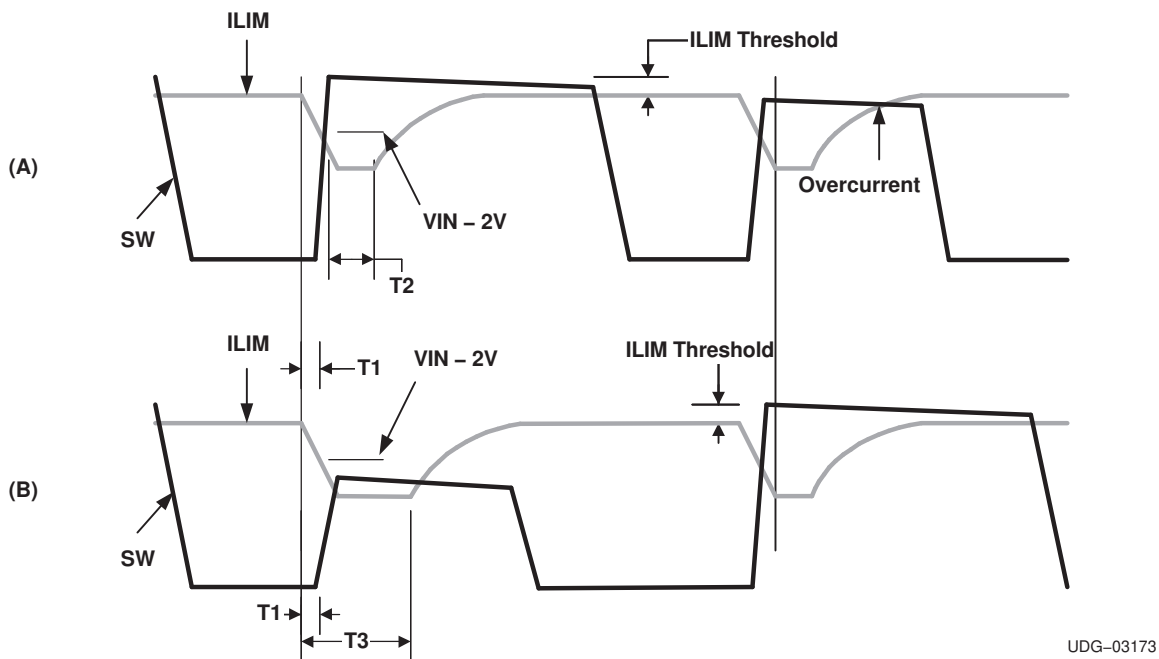 ILIM
ILIM Threshold
(A)
Overcurrent
VIN – 2V
SW
T2
ILIM
T1
VIN – 2V
ILIM Threshold
(B)
SW
T1
T3
UDG–03173